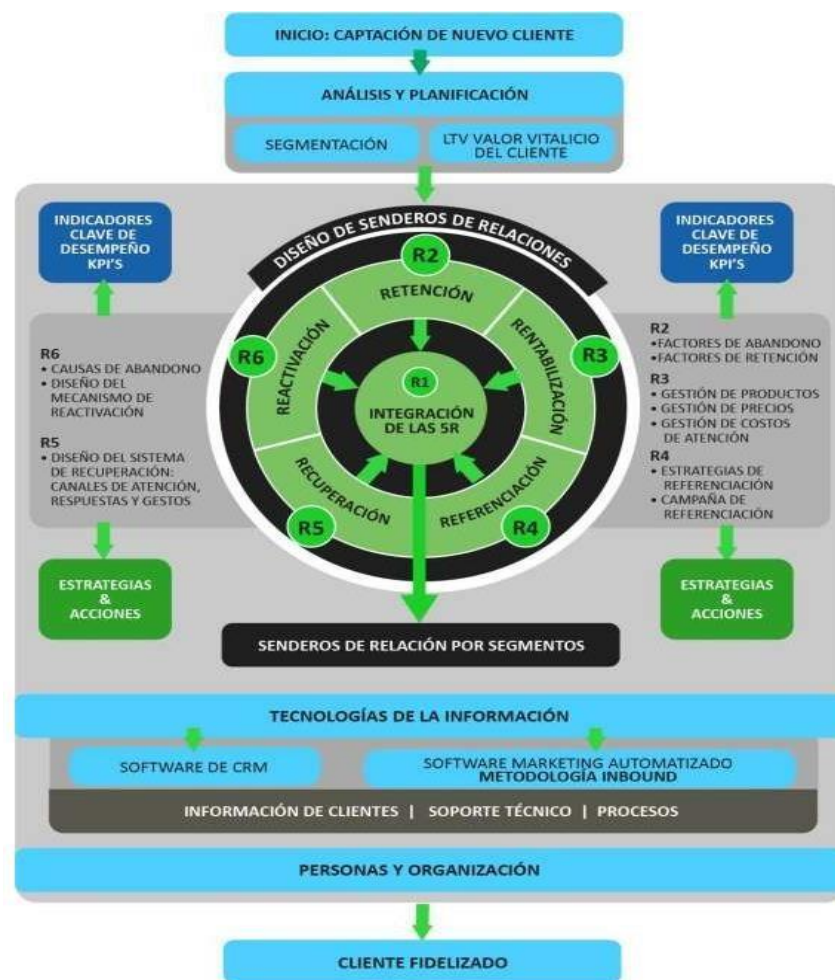 INICIO: CAPTACIÓN DE NUEVO CLIENTE
ANÁLISIS Y PLANIFICACIÓN
SEGMENTACIÓN
LTV VALOR VITALICIO
DEL CLIENTE
INDICADORES
CLAVE DE
DESEMPEÑO
KPI'S
DISEÑO DE SENDEROS DE RELACIONES
INDICADORES
CLAVE DE
DESEMPEÑO
KPI'S
R6
• CAUSAS DE ABANDONO
• DISEÑO DEL
MECANISMO DE
REACTIVACIÓN
R5
• DISEÑO DEL SISTEMA
DE RECUPERACIÓN:
CANALES DE ATENCIÓN,
RESPUESTAS Y GESTOS
R2
RETENCIÓN
R3
RENTABILIZACIÓN
R4
REFERENCIACIÓN
R5
RECUPERACIÓN
R6
REACTIVACIÓN
R1
INTEGRACIÓN
DE LAS 5R
R2
•FACTORES DE ABANDONO
•FACTORES DE RETENCIÓN
R3
• GESTIÓN DE PRODUCTOS
• GESTIÓN DE PRECIOS
• GESTIÓN DE COSTOS
DE ATENCIÓN
R4
• ESTRATEGIAS DE
REFERENCIACIÓN
• CAMPAÑA DE
REFERENCIACIÓN
ESTRATEGIAS
&
ACCIONES
ESTRATEGIAS
&
ACCIONES
SENDEROS DE RELACIÓN POR SEGMENTOS
TECNOLOGÍAS DE LA INFORMACIÓN
SOFTWARE DE CRM
SOFTWARE MARKETING AUTOMATIZADO
METODOLOGÍA INBOUND
INFORMACIÓN DE CLIENTES | SOPORTE TÉCNICO | PROCESOS
PERSONAS Y ORGANIZACIÓN
CLIENTE FIDELIZADO